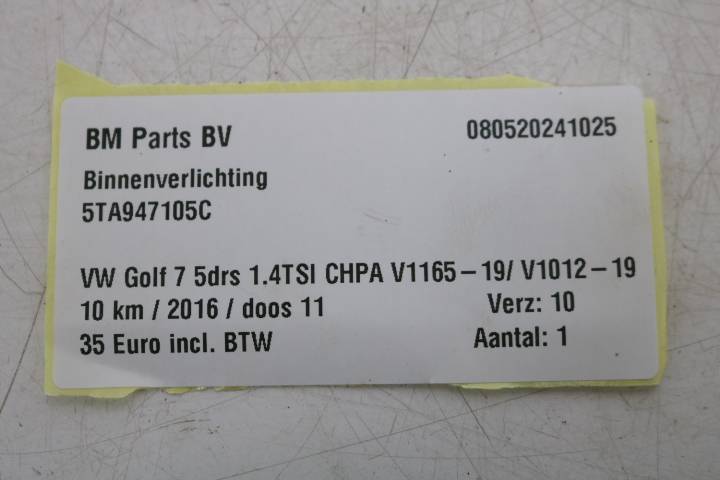 BM Parts BV 080520241025
Binnenverlichting
5TA947105C
VW Golf 7 5drs 1.4TSI CHPA V1165-19/ V1012-19
10 km / 2016 / doos 11 Verz: 10
35 Euro incl. BTW Aantal: 1